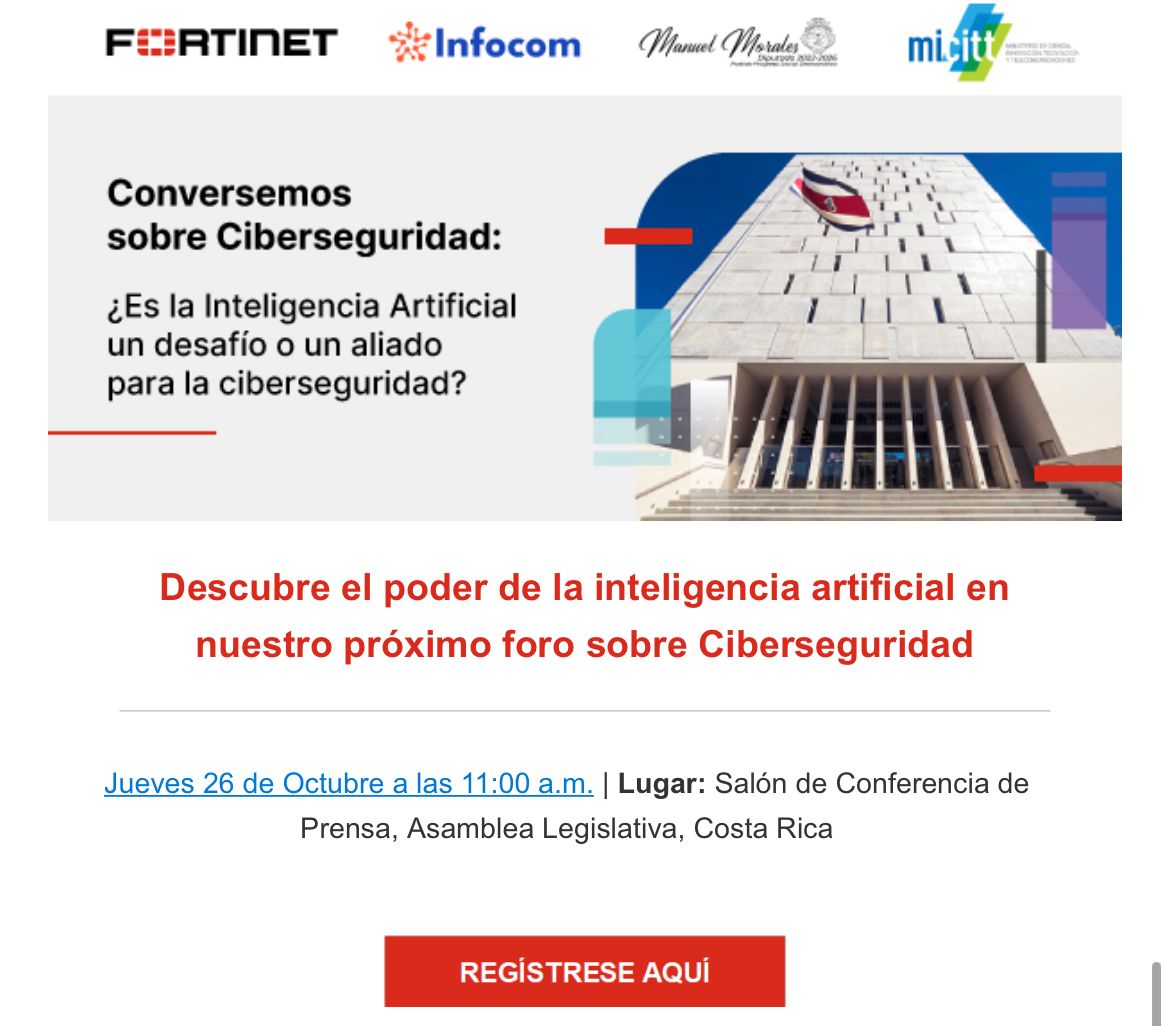 FORTINET
Infocom
Manuel Morales
Diputado 2022-2026
Partido Progreso Social Democrático
micitt
MINISTERIO DE CIENCIA,
INNOVACIÓN, TECNOLOGÍA
Y TELECOMUNICACIONES
Conversemos
sobre Ciberseguridad:
¿Es la Inteligencia Artificial
un desafío o un aliado
para la ciberseguridad?
Descubre el poder de la inteligencia artificial en
nuestro próximo foro sobre Ciberseguridad
Jueves 26 de Octubre a las 11:00 a.m. | Lugar: Salón de Conferencia de
Prensa, Asamblea Legislativa, Costa Rica
REGÍSTRESE AQUÍ